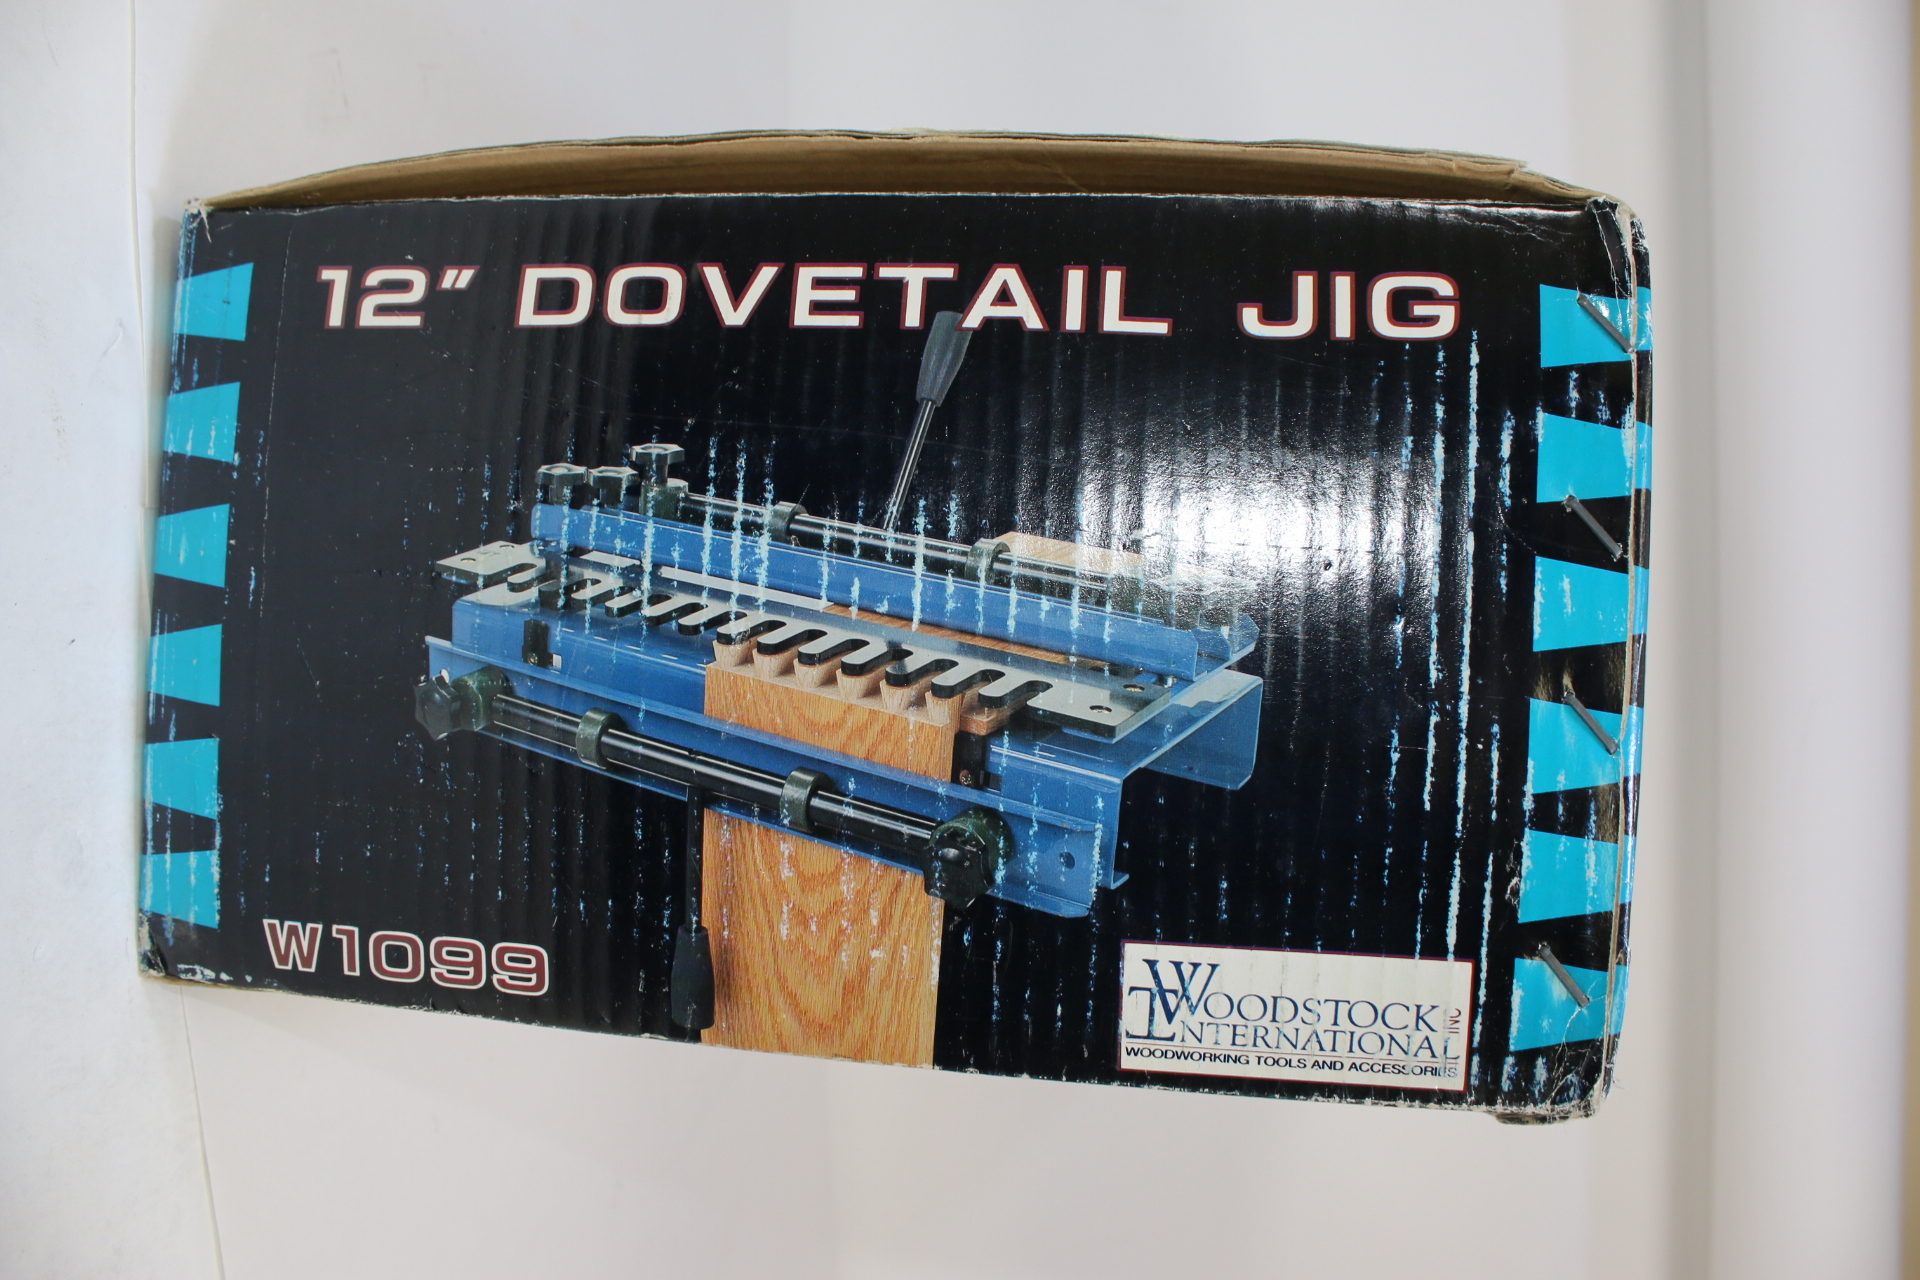 12" DOVETAIL JIG
W1099
WOODSTOCK
INTERNATIONAL INC
WOODWORKING TOOLS AND ACCESSORIES